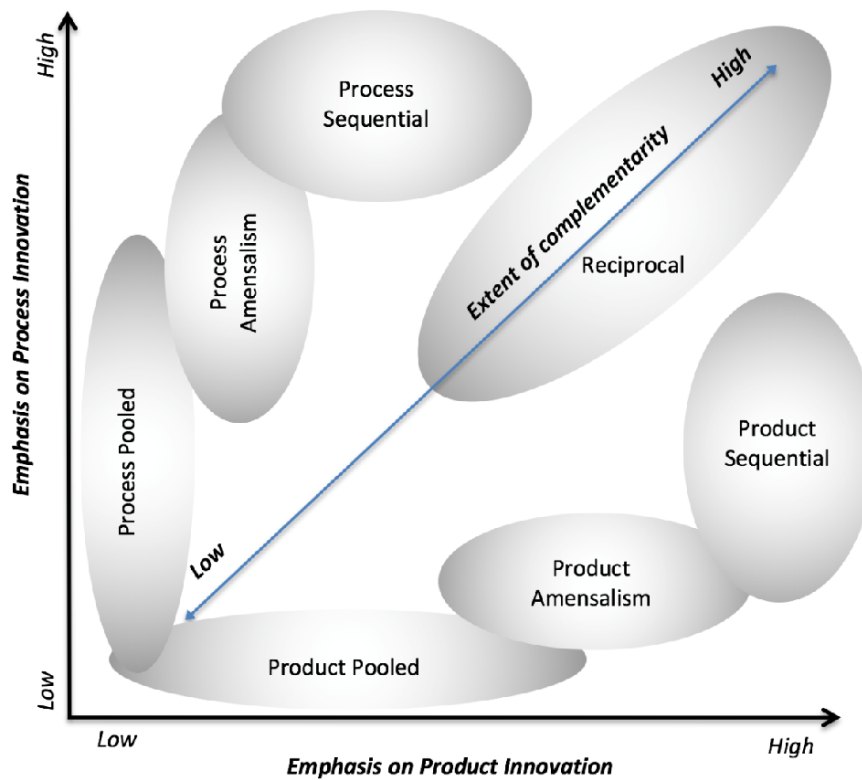 High
Process
Sequential
High
Extent of complementarity
Reciprocal
Process
Amensalism
Emphasis on Process Innovation
Process Pooled
Product
Sequential
Low
Product
Amensalism
Product Pooled
Low
Low
High
Emphasis on Product Innovation